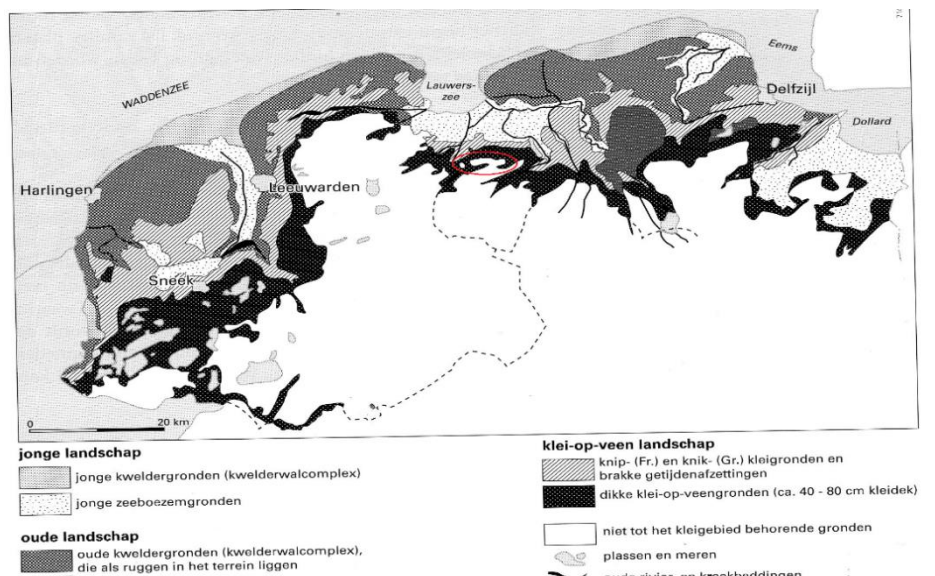 WADDENZEE
Lauwers-
zee
Eems
Delfzijl
Dollard
Harlingen
Leeuwarden
Sneek
0 20 km
jonge landschap
jonge kweldergronden (kwelderwalcomplex)
jonge zeeboezemgronden
oude landschap
oude kweldergronden (kwelderwalcomplex),
die als ruggen in het terrein liggen
klei-op-veen landschap
knip- (Fr.) en knik- (Gr.) kleigronden en
brakke getijdenafzettingen
dikke klei-op-veengronden (ca. 40 - 80 cm kleidek)
niet tot het kleigebied behorende gronden
plassen en meren